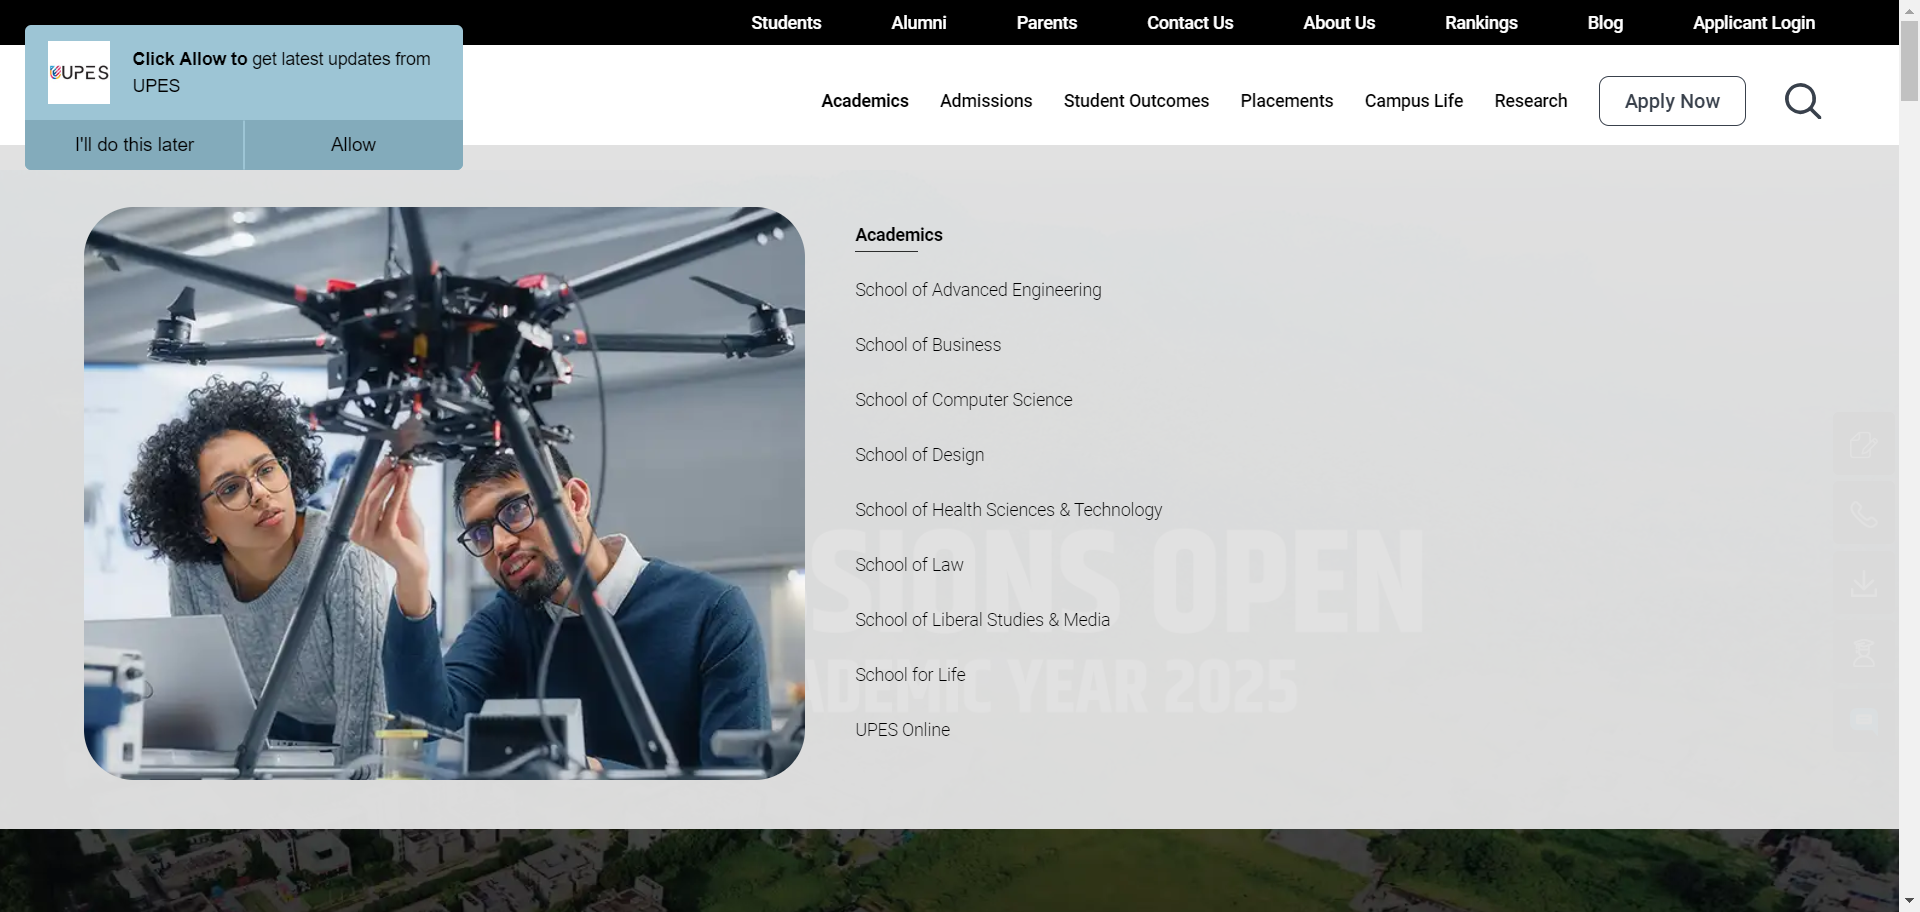 Students Alumni Parents Contact Us About Us Rankings Blog Applicant Login
UPES
Click Allow to get latest updates from
UPES
I'll do this later Allow
Academics Admissions Student Outcomes Placements Campus Life Research Apply Now
Academics
School of Advanced Engineering
School of Business
School of Computer Science
School of Design
School of Health Sciences & Technology
SIONS OPEN
School of Law
School of Liberal Studies & Media
School for Life
ADEMIC YEAR 2025
UPES Online